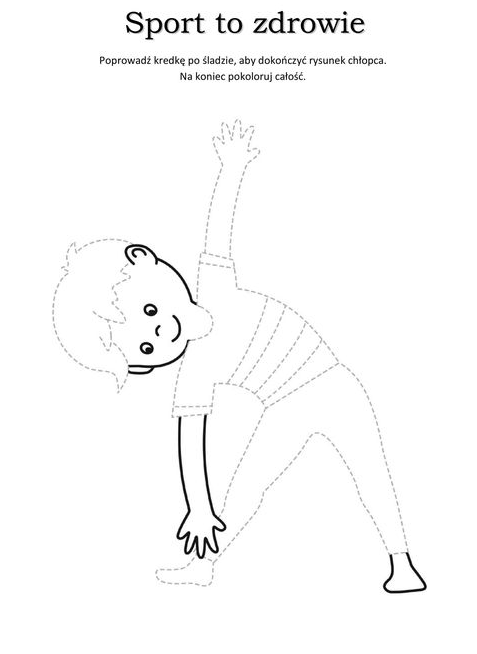 Sport to zdrowie
Poprowadź kredkę po śladzie, aby dokończyć rysunek chłopca.
Na koniec pokoloruj całość.